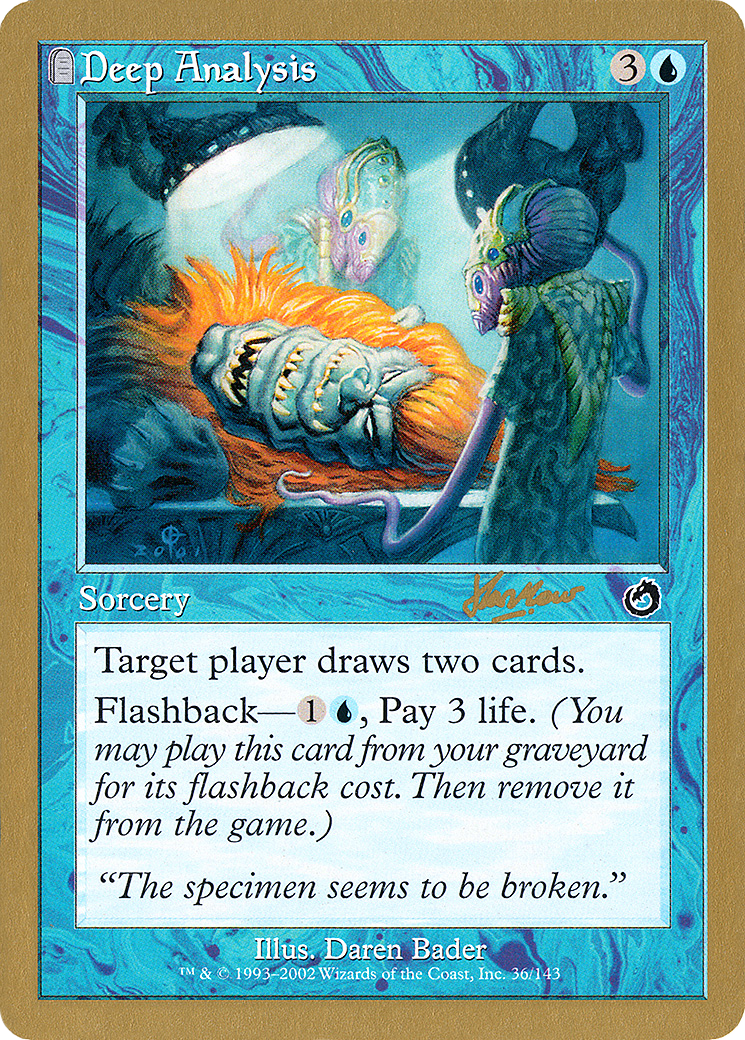 Deep Analysis 3
2001
Sorcery
Target player draws two cards.
Flashback—1, Pay 3 life. (You
may play this card from your graveyard
for its flashback cost. Then remove it
from the game.)
“The specimen seems to be broken.”
Illus. Daren Bader
™ & © 1993–2002 Wizards of the Coast, Inc. 36/143